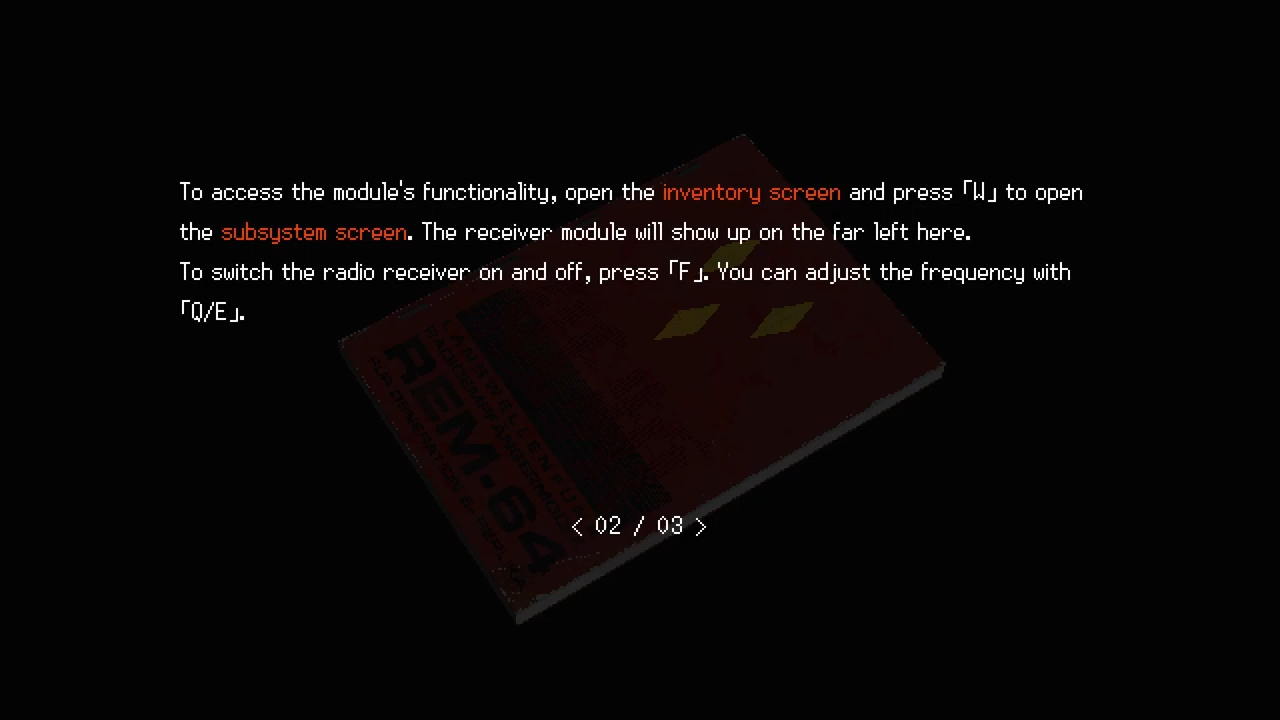 To access the module's functionality, open the inventory screen and press「W」to open
the subsystem screen. The receiver module will show up on the far left here.
To switch the radio receiver on and off, press「F」. You can adjust the frequency with
「Q/E」.
REM-64
< 02 / 03 >